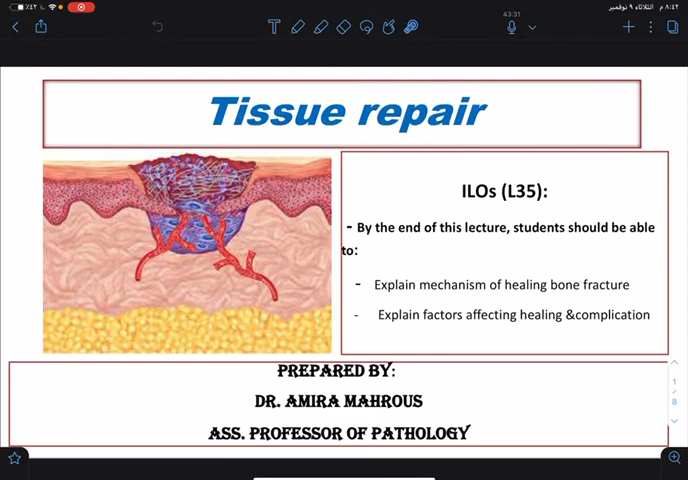 ٨:٤٢ م الثلاثاء ٩ نوفمبر
٪٤٢
43:31
Tissue repair
ILOs (L35):
- By the end of this lecture, students should be able
to:
- Explain mechanism of healing bone fracture
- Explain factors affecting healing &complication
PREPARED BY:
DR. AMIRA MAHROUS
ASS. PROFESSOR OF PATHOLOGY
1
/
8